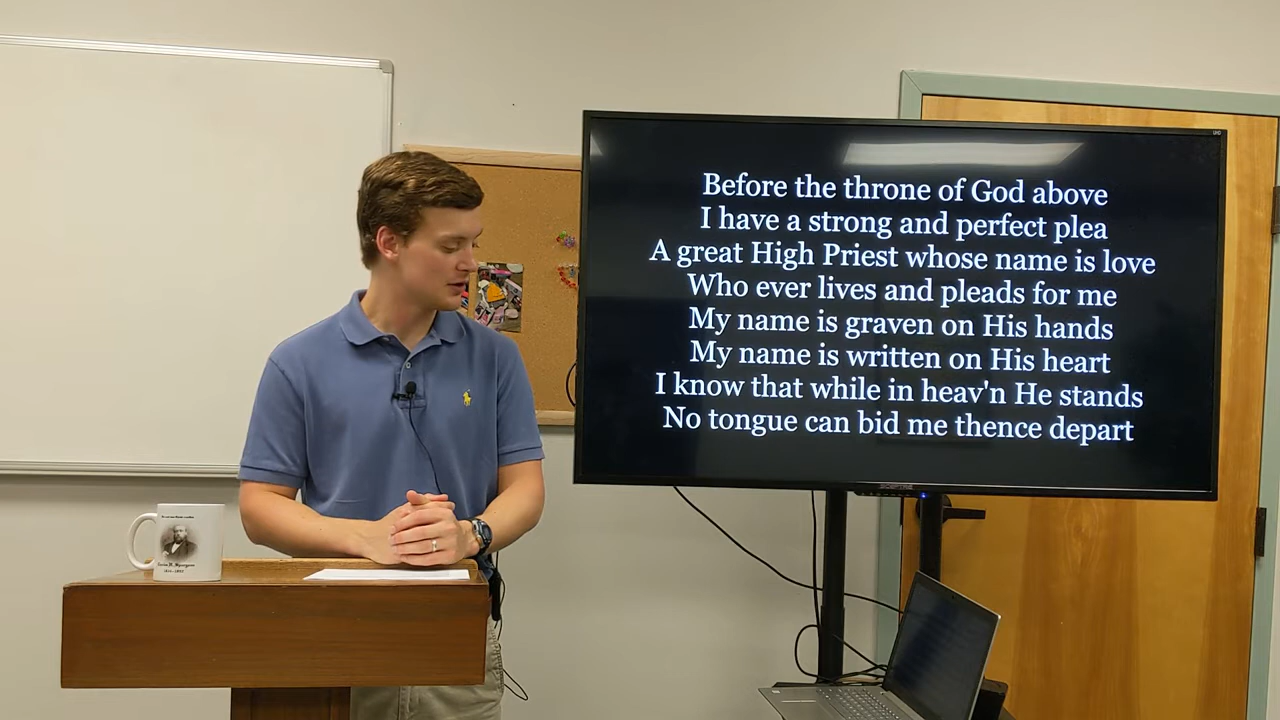 Before the throne of God above
I have a strong and perfect plea
A great High Priest whose name is love
Who ever lives and pleads for me
My name is graven on His hands
My name is written on His heart
I know that while in heav'n He stands
No tongue can bid me thence depart
UHD